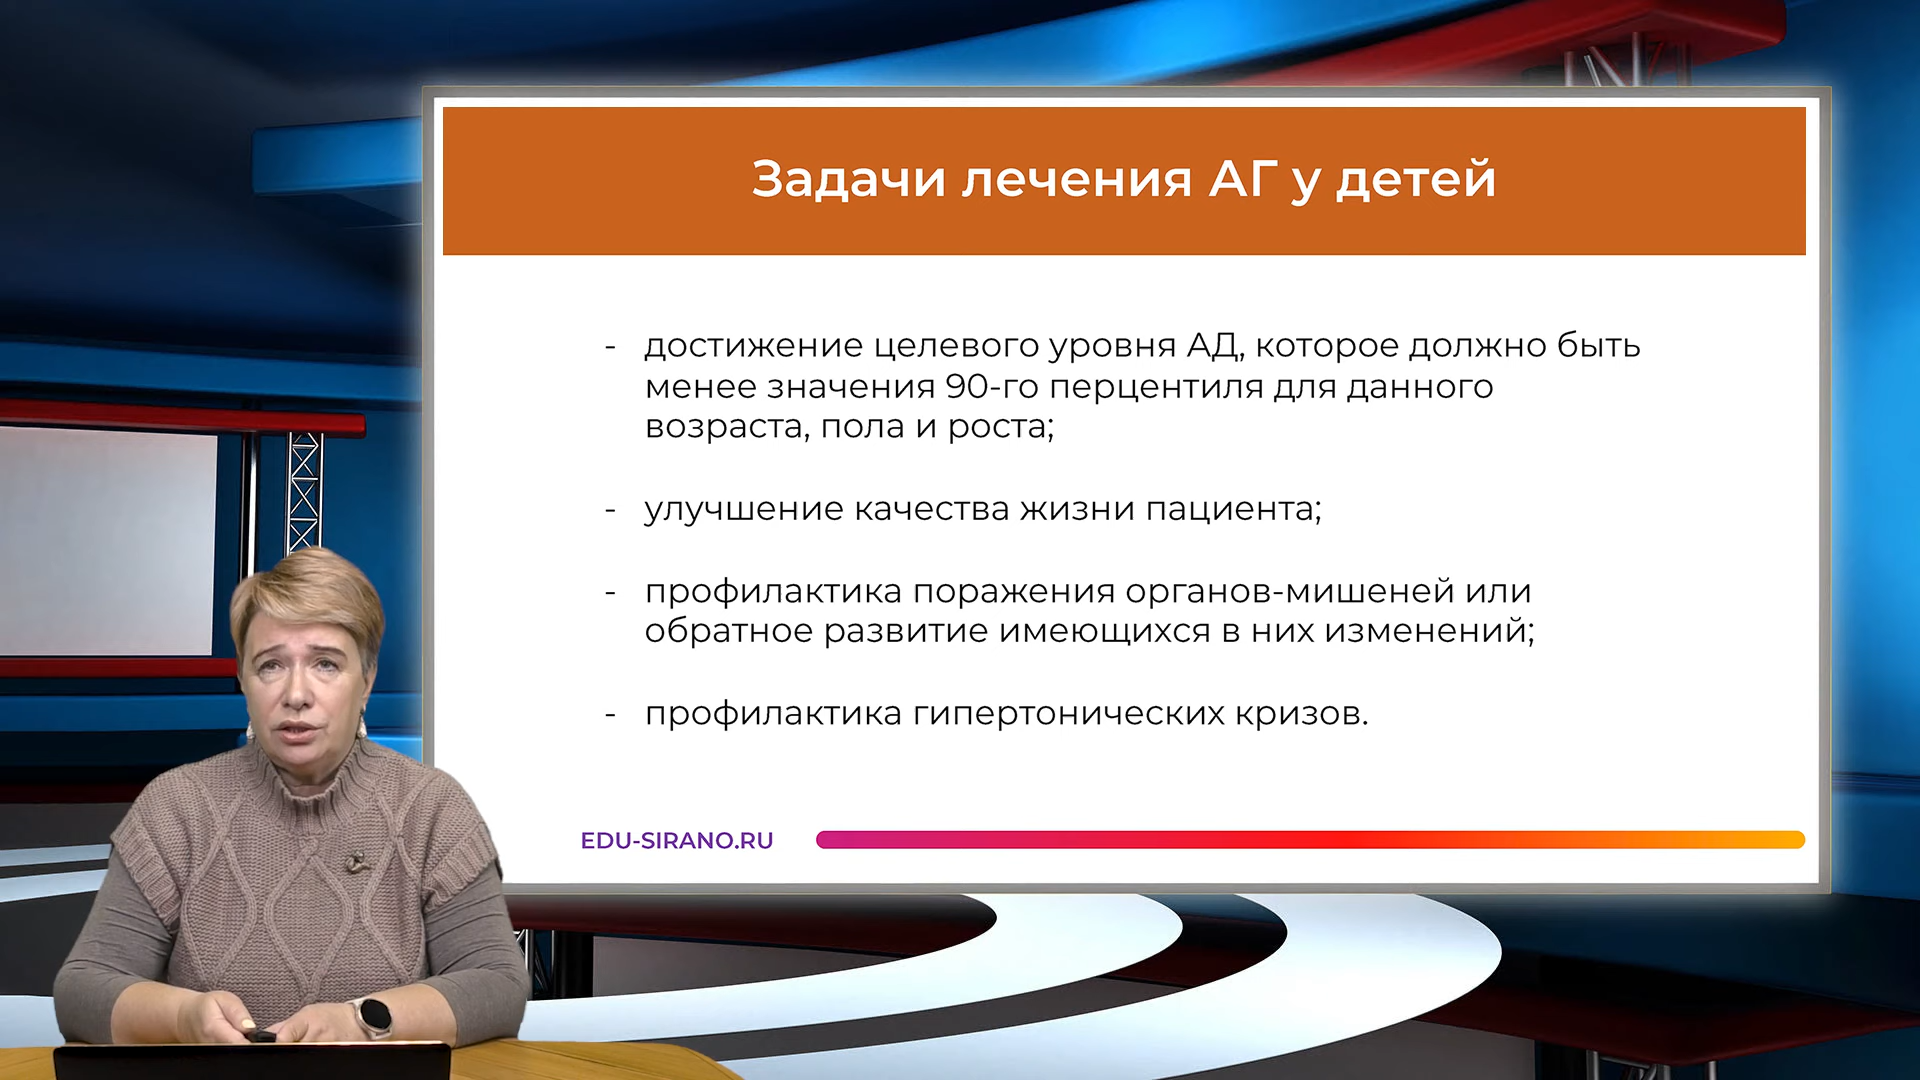 Задачи лечения АГ у детей
- достижение целевого уровня АД, которое должно быть
менее значения 90-го перцентиля для данного
возраста, пола и роста;
- улучшение качества жизни пациента;
- профилактика поражения органов-мишеней или
обратное развитие имеющихся в них изменений;
- профилактика гипертонических кризов.
EDU-SIRANO.RU